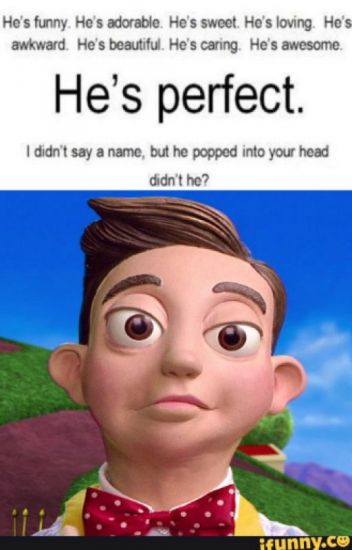 He's funny. He's adorable. He's sweet. He's loving. He's
awkward. He's beautiful. He's caring. He's awesome.
He's perfect.
I didn't say a name, but he popped into your head
didn't he?
ifunny.co